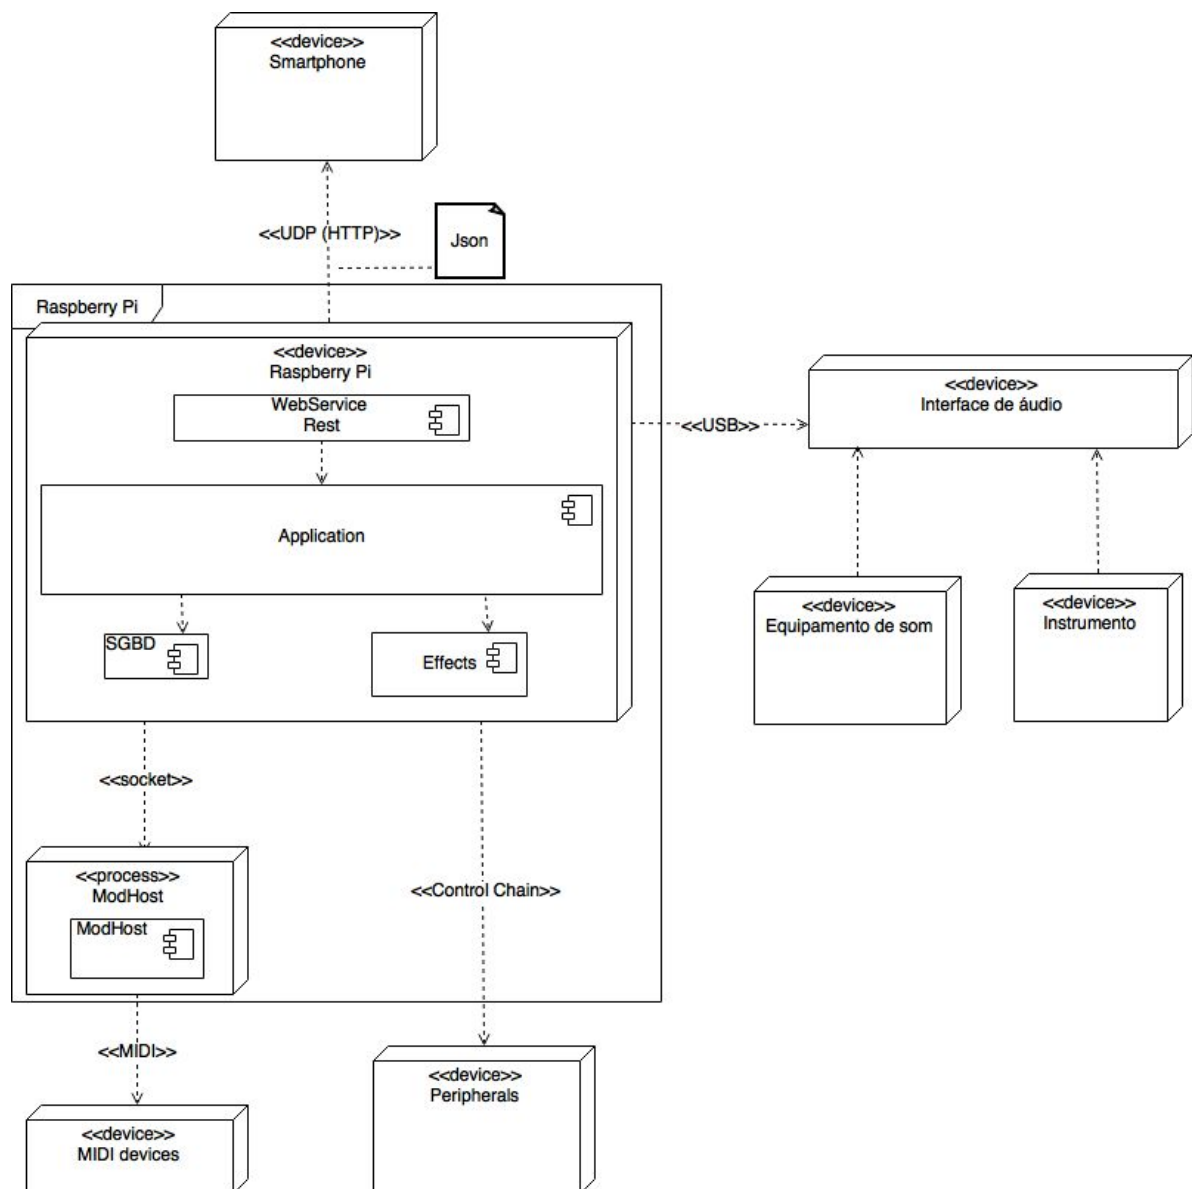 <<device>>
Smartphone
<<UDP (HTTP)>>
Json
Raspberry Pi
<<device>>
Raspberry Pi
WebService
Rest
Application
SGBD
Effects
<<USB>>
<<device>>
Interface de áudio
<<device>>
Equipamento de som
<<device>>
Instrumento
<<socket>>
<<process>>
ModHost
ModHost
<<Control Chain>>
<<MIDI>>
<<device>>
MIDI devices
<<device>>
Peripherals